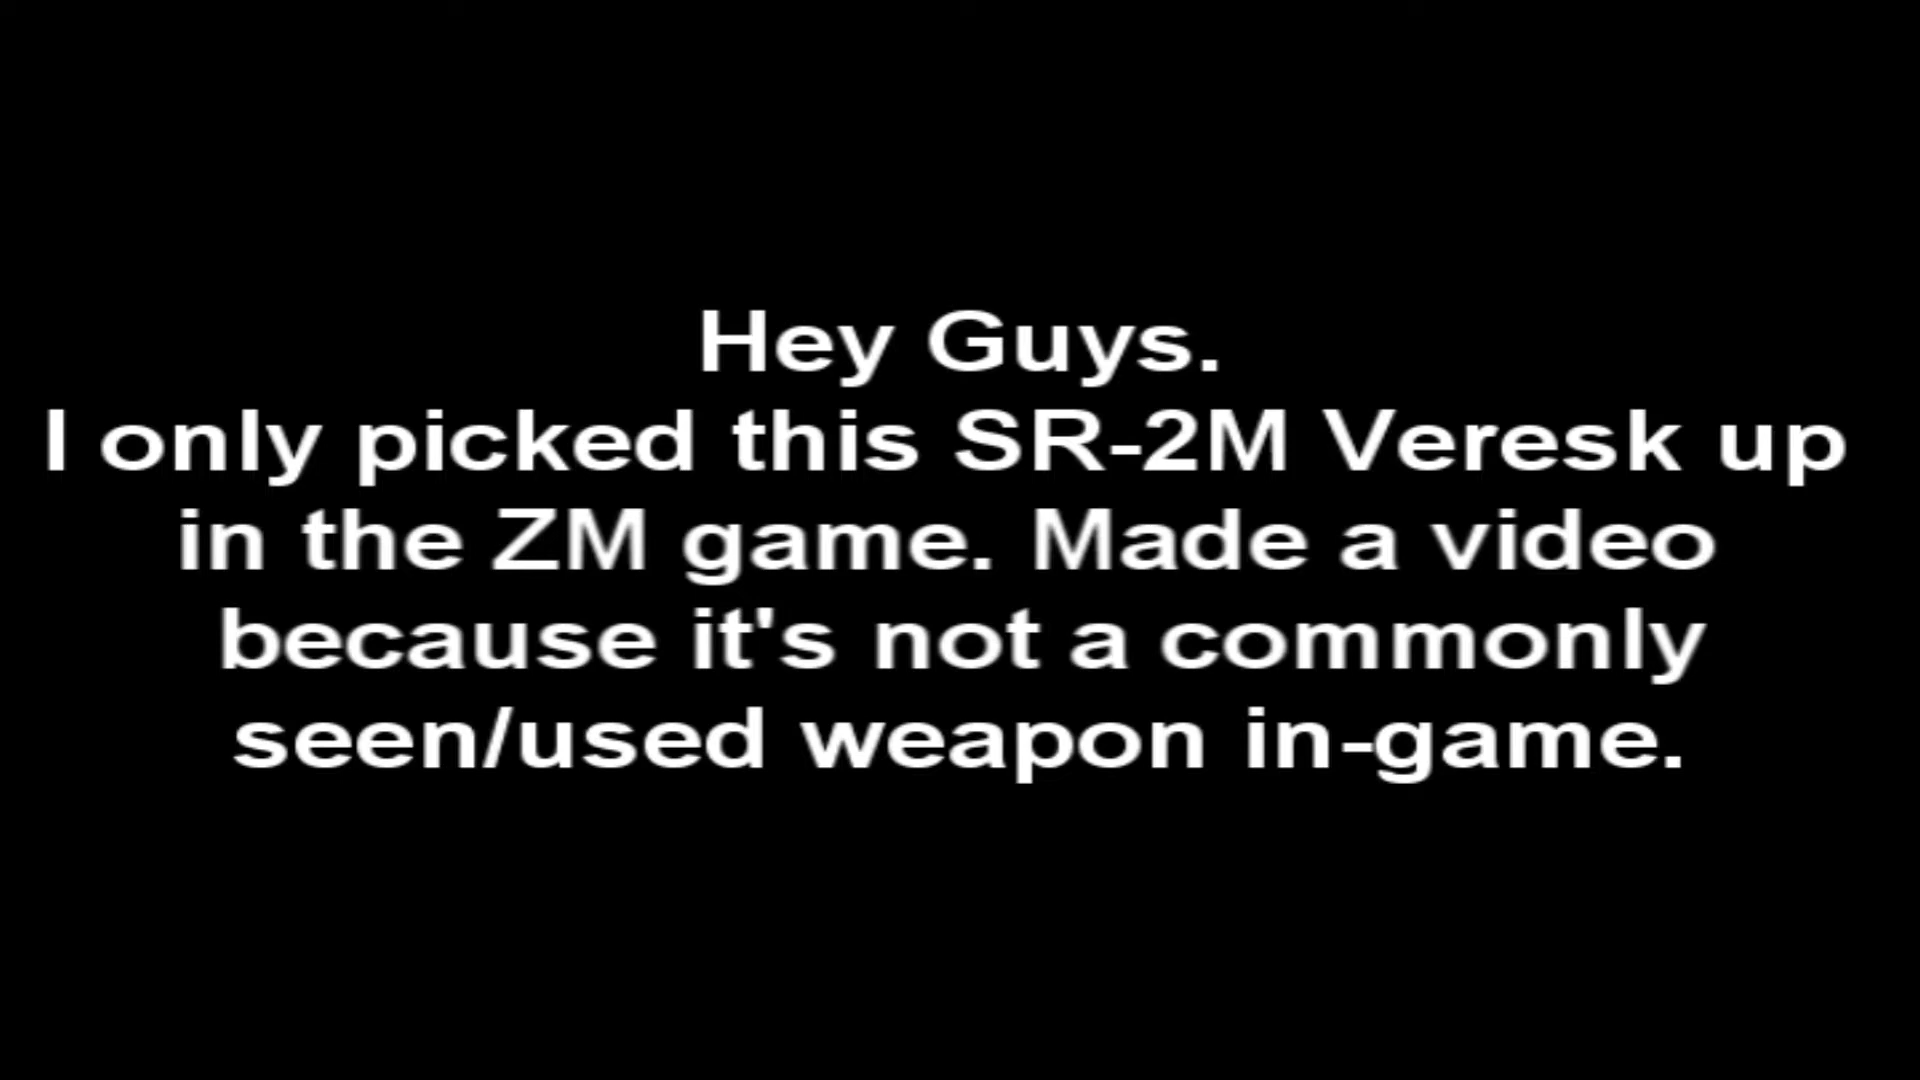 Hey Guys.
I only picked this SR-2M Veresk up
in the ZM game. Made a video
because it's not a commonly
seen/used weapon in-game.